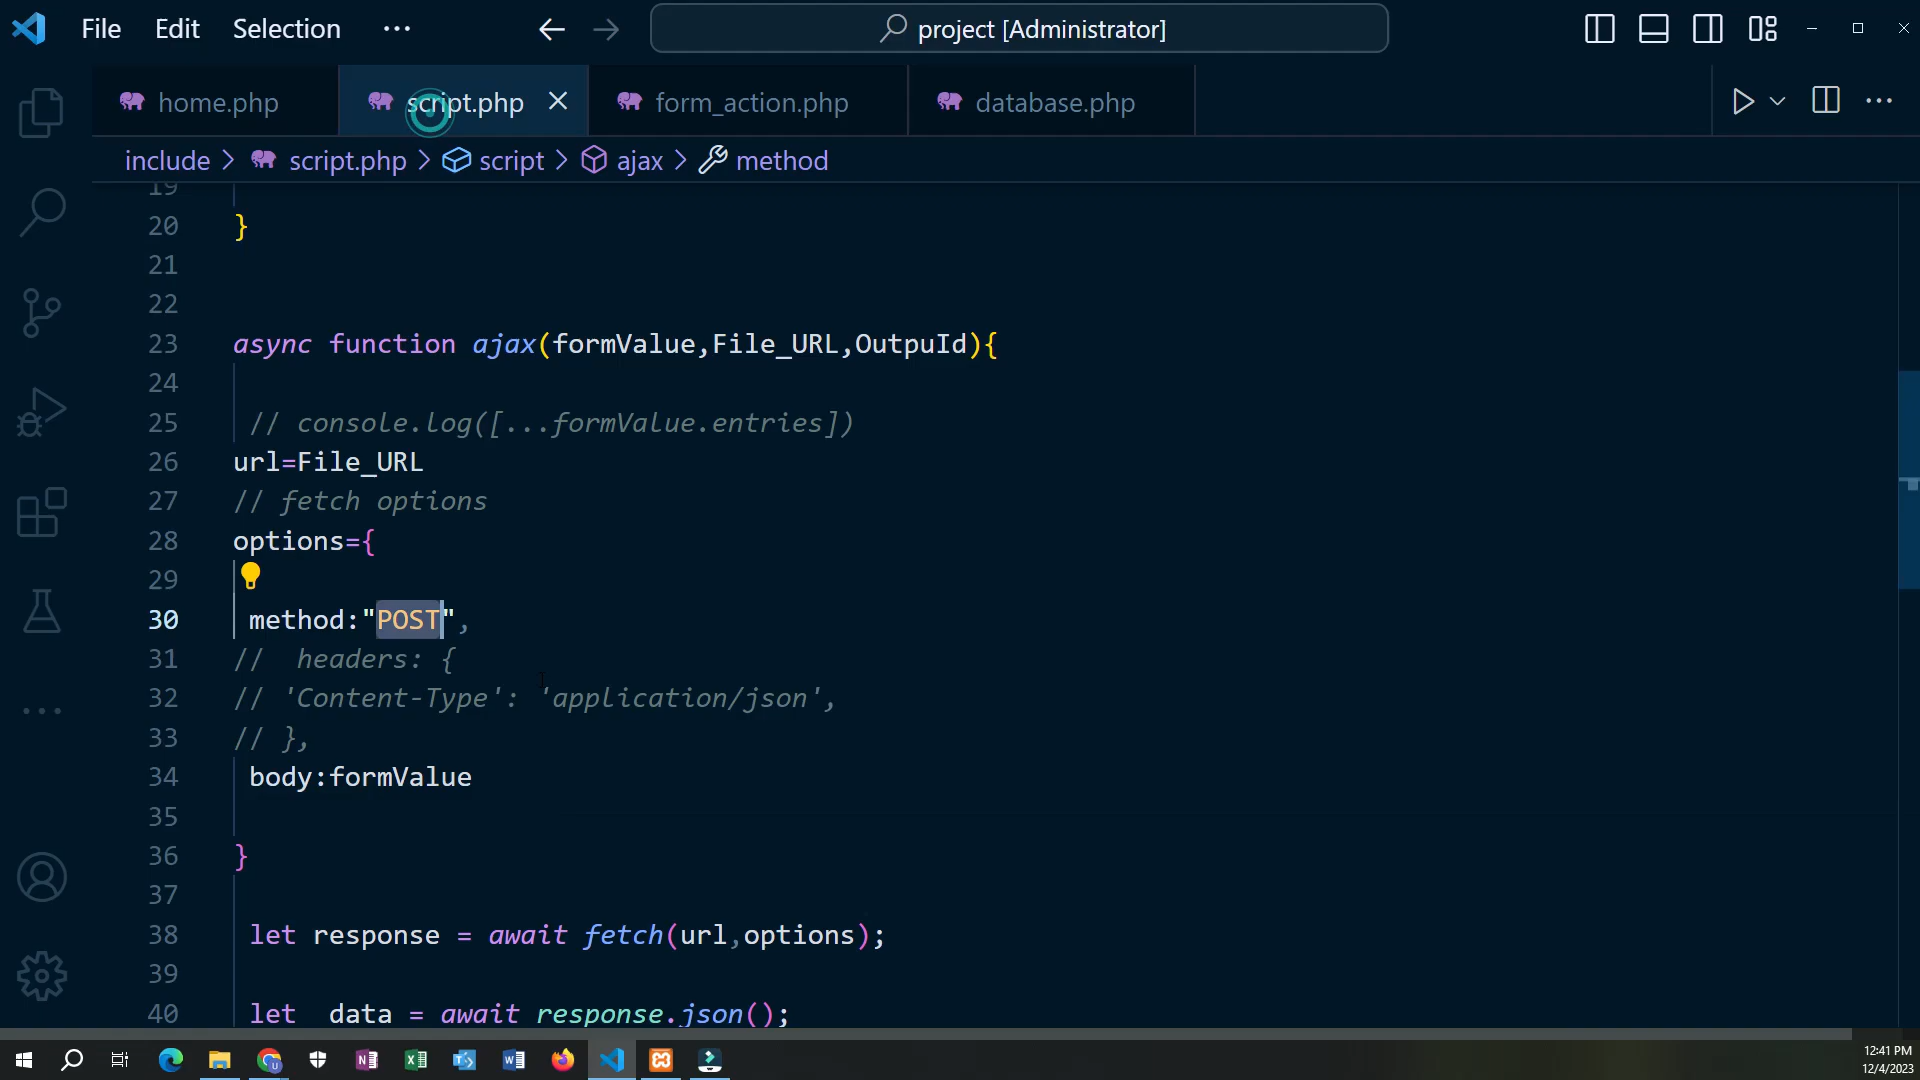 File Edit Selection ··· project [Administrator]
home.php script.php form_action.php database.php
include > script.php > script > ajax > method
19
20 }
21
22
23 async function ajax(formValue,File_URL,OutpuId){
24
25 // console.log([...formValue.entries])
26 url=File_URL
27 // fetch options
28 options={
29
30 method:"POST",
31 // headers: {
32 // 'Content-Type': 'application/json',
33 // },
34 body:formValue
35
36 }
37
38 let response = await fetch(url,options);
39
40 let data = await response.json();
12:41 PM
12/4/2023